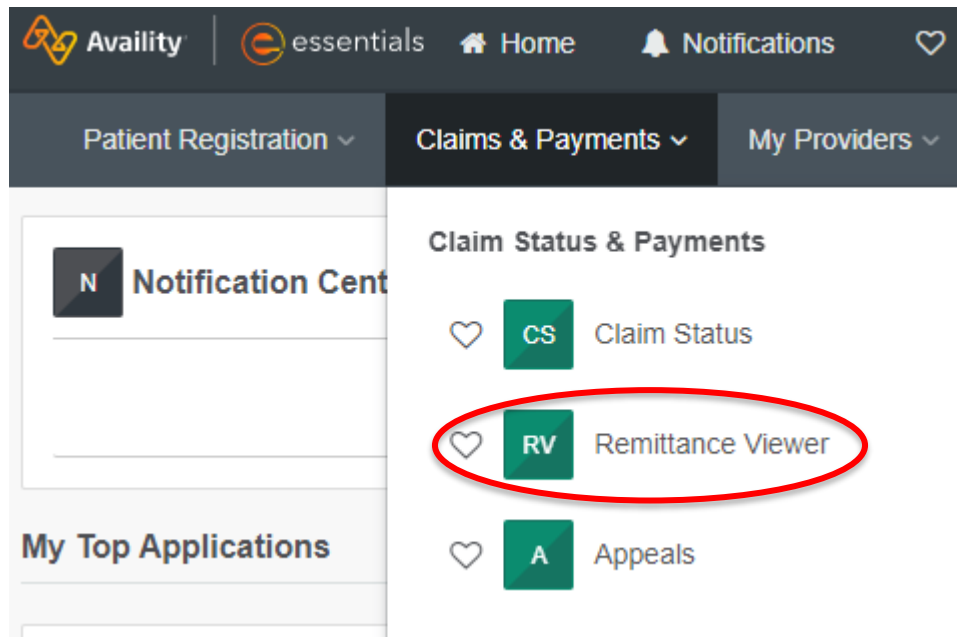 Availity essentials Home Notifications
Patient Registration Claims & Payments My Providers
Claim Status & Payments
N Notification Cent
CS Claim Status
RV Remittance Viewer
My Top Applications
A Appeals